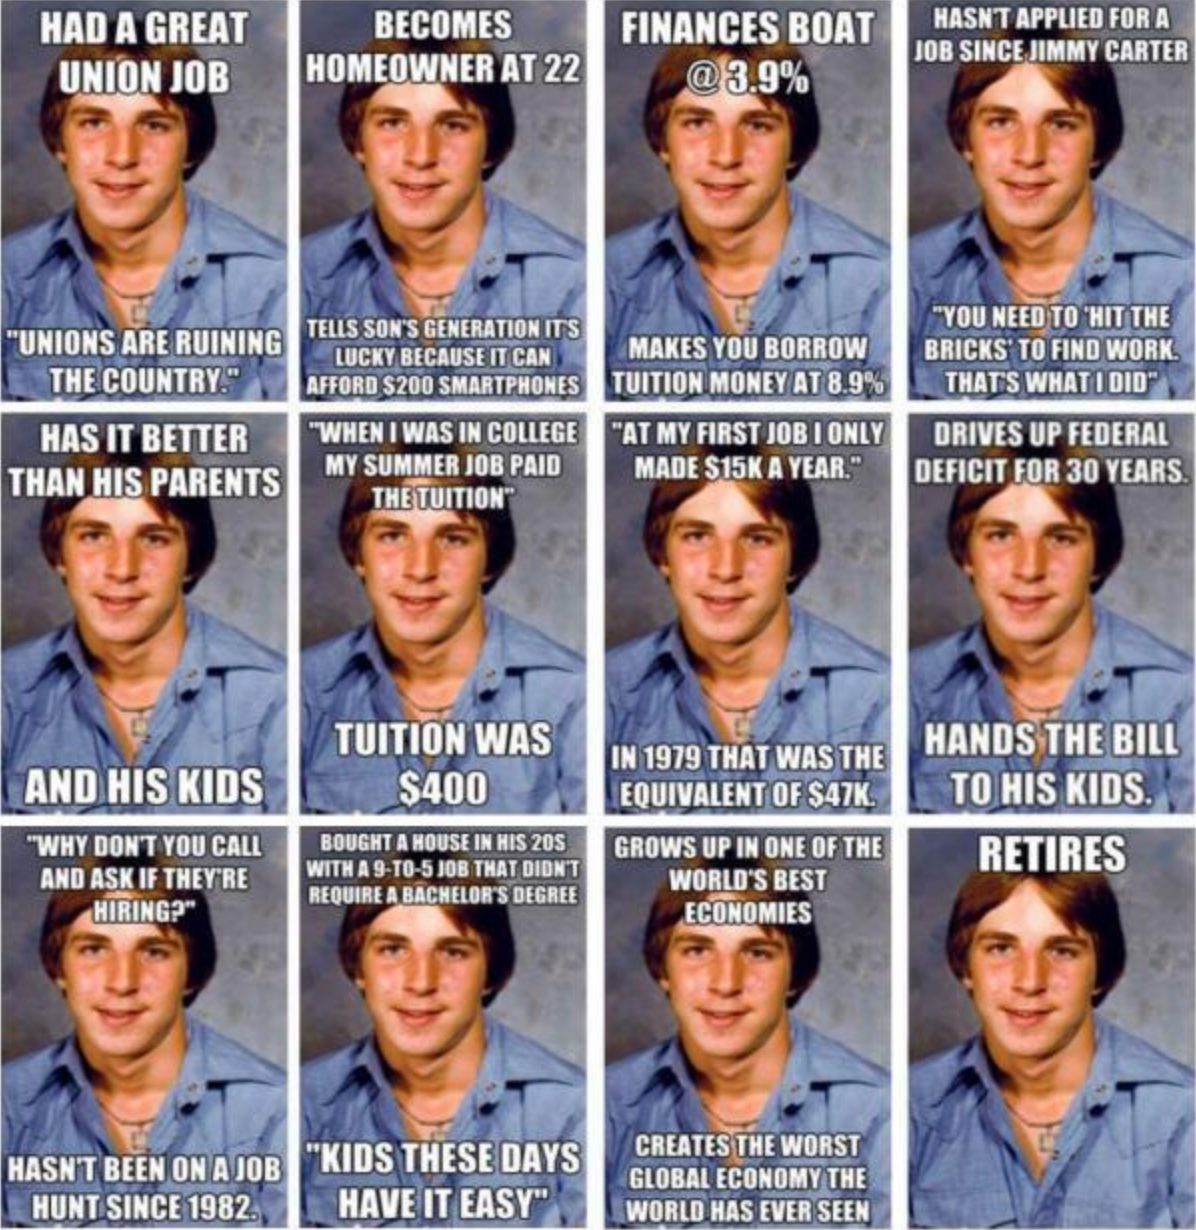 HAD A GREAT
UNION JOB
"UNIONS ARE RUINING
THE COUNTRY."
BECOMES
HOMEOWNER AT 22
TELLS SON'S GENERATION IT'S
LUCKY BECAUSE IT CAN
AFFORD $200 SMARTPHONES
FINANCES BOAT
@ 3.9%
MAKES YOU BORROW
TUITION MONEY AT 8.9%
HASN'T APPLIED FOR A
JOB SINCE JIMMY CARTER
"YOU NEED TO 'HIT THE
BRICKS' TO FIND WORK.
THAT'S WHAT I DID"
HAS IT BETTER
THAN HIS PARENTS
AND HIS KIDS
"WHEN I WAS IN COLLEGE
MY SUMMER JOB PAID
THE TUITION"
TUITION WAS
$400
"AT MY FIRST JOB I ONLY
MADE $15K A YEAR."
IN 1979 THAT WAS THE
EQUIVALENT OF $47K.
DRIVES UP FEDERAL
DEFICIT FOR 30 YEARS.
HANDS THE BILL
TO HIS KIDS.
"WHY DON'T YOU CALL
AND ASK IF THEY'RE
HIRING?"
HASN'T BEEN ON A JOB
HUNT SINCE 1982.
BOUGHT A HOUSE IN HIS 20S
WITH A 9-TO-5 JOB THAT DIDN'T
REQUIRE A BACHELOR'S DEGREE
"KIDS THESE DAYS
HAVE IT EASY"
GROWS UP IN ONE OF THE
WORLD'S BEST
ECONOMIES
CREATES THE WORST
GLOBAL ECONOMY THE
WORLD HAS EVER SEEN
RETIRES